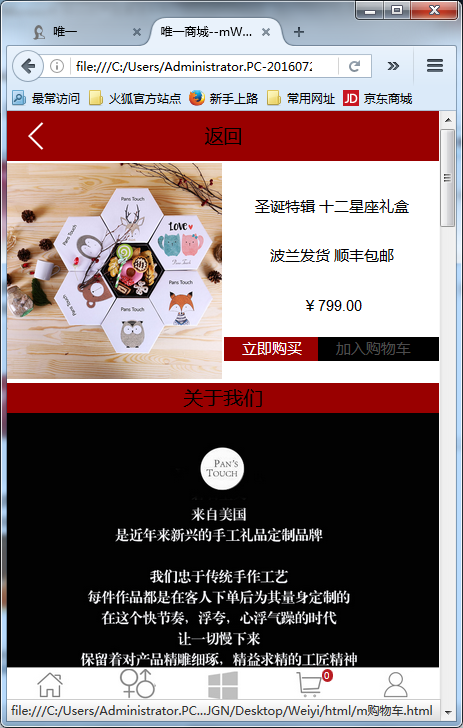 唯一
唯一商城--mW...
file:///C:/Users/Administrator.PC-2016072
最常访问 火狐官方站点 新手上路 常用网址 JD 京东商城
返回
Pans Touch
Pans Touch
LOVE
Pans Touch
圣诞特辑 十二星座礼盒
波兰发货 顺丰包邮
¥ 799.00
立即购买 加入购物车
关于我们
PAN'S
TOUCH
来自美国
是近年来新兴的手工礼品定制品牌
我们忠于传统手作工艺
每件作品都是在客人下单后为其量身定制的
在这个快节奏，浮夸，心浮气躁的时代
让一切慢下来
保留着对产品精雕细琢，精益求精的工匠精神
0
file:///C:/Users/Administrator.PC...JGN/Desktop/Weiyi/html/m购物车.html